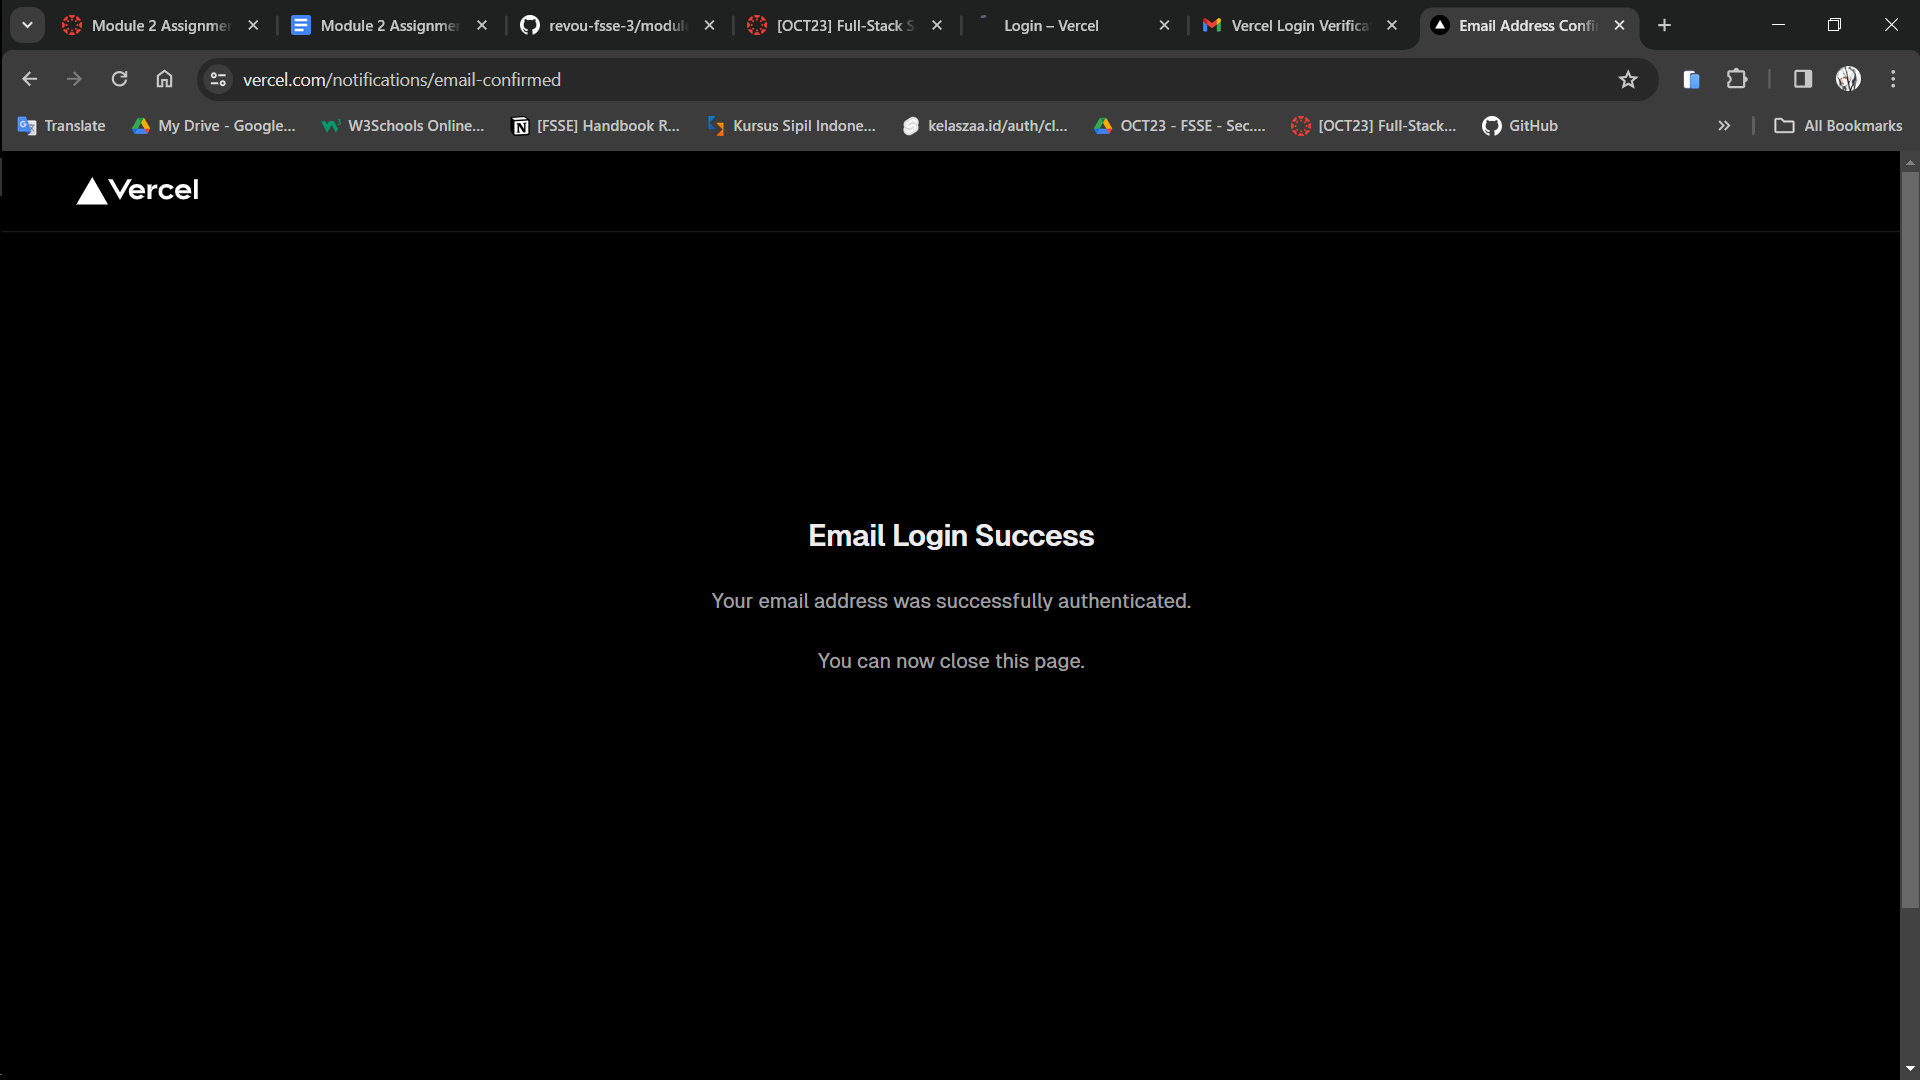 Module 2 Assignmer
Module 2 Assignmer
revou-fsse-3/module
[OCT23] Full-Stack S
Login – Vercel
Vercel Login Verifica
Email Address Confi
vercel.com/notifications/email-confirmed
Translate
My Drive - Google...
W3Schools Online...
[FSSE] Handbook R...
Kursus Sipil Indone...
kelaszaa.id/auth/cl...
OCT23 - FSSE - Sec....
[OCT23] Full-Stack...
GitHub
All Bookmarks
Vercel
Email Login Success
Your email address was successfully authenticated.
You can now close this page.